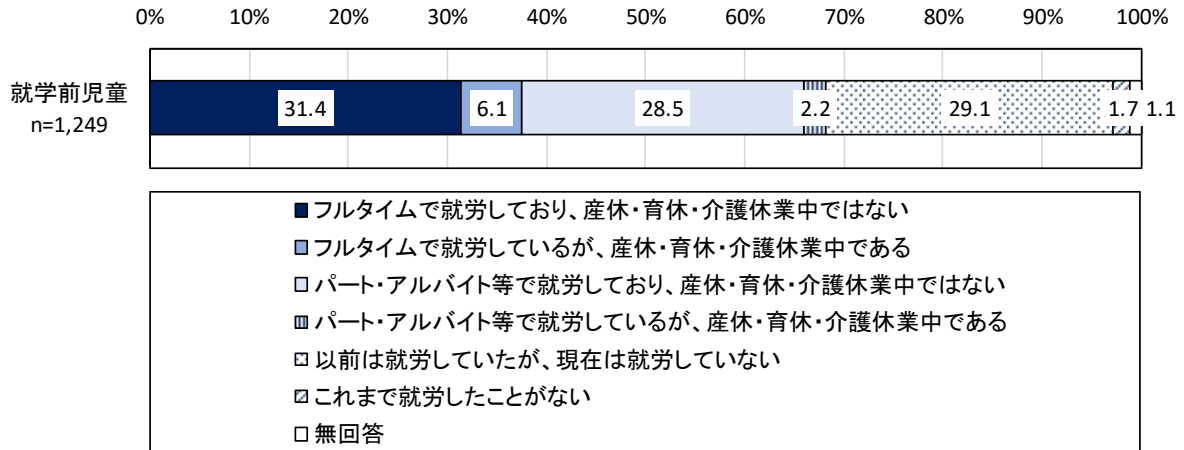 0% 10% 20% 30% 40% 50% 60% 70% 80% 90% 100%
就学前児童
n=1,249
31.4 6.1 28.5 2.2 29.1 1.7 1.1
フルタイムで就労しており、産休・育休・介護休業中ではない
フルタイムで就労しているが、産休・育休・介護休業中である
パート・アルバイト等で就労しており、産休・育休・介護休業中ではない
パート・アルバイト等で就労しているが、産休・育休・介護休業中である
以前は就労していたが、現在は就労していない
これまで就労したことがない
無回答